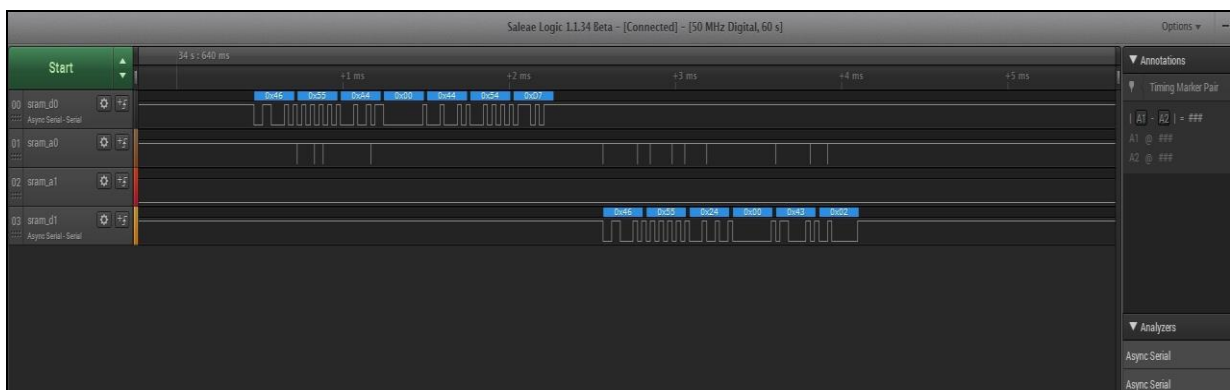 Saleae Logic 1.1.34 Beta - [Connected] - [50 MHz Digital, 60 s]
Options
Start
34 s : 640 ms
+1 ms +2 ms +3 ms +4 ms +5 ms
Annotations
Timing Marker Pair
| A1 - A2 | = ###
A1 @ ###
A2 @ ###
00 sram_d0
Async Serial - Serial
0x46 0x55 0xA4 0x00 0x44 0x54 0xD7
01 sram_a0
02 sram_a1
03 sram_d1
Async Serial - Serial
0x46 0x55 0x24 0x00 0x43 0x02
Analyzers
Async Serial
Async Serial